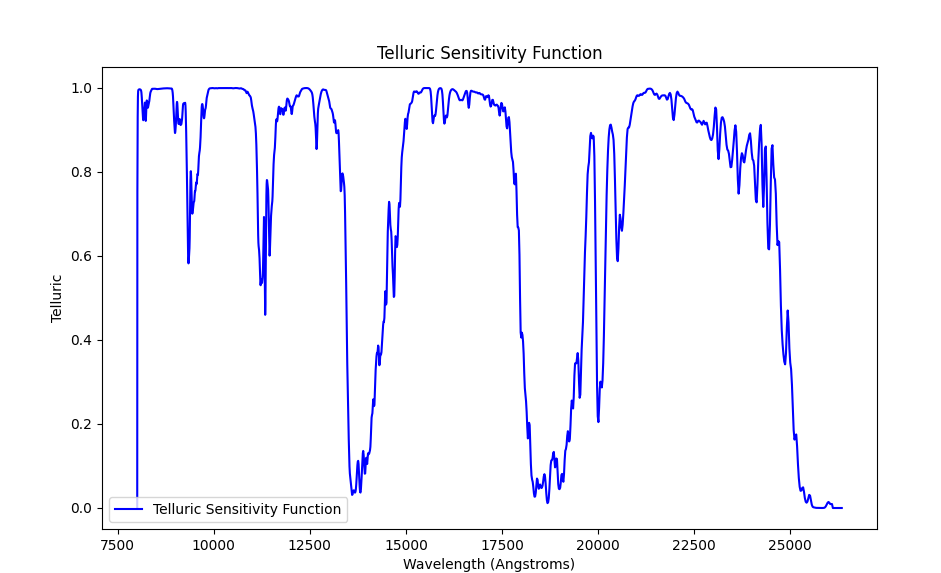 Telluric Sensitivity Function
1.0
0.8
0.6
0.4
0.2
0.0
Telluric
Telluric Sensitivity Function
7500 10000 12500 15000 17500 20000 22500 25000
Wavelength (Angstroms)